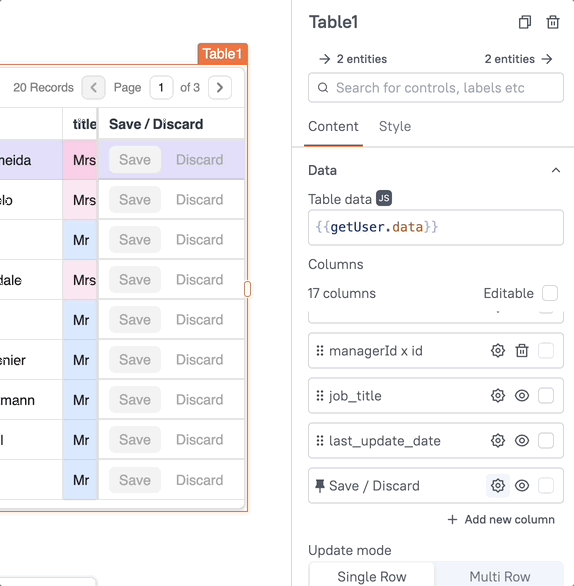 Table1
20 Records
Page
1
of 3
title
Save / Discard
neida
Mrs
Save
Discard
lo
Mrs
Save
Discard
Mr
Save
Discard
dale
Mrs
Save
Discard
Mr
Save
Discard
enier
Mr
Save
Discard
mann
Mr
Save
Discard
Mr
Save
Discard
Mr
Save
Discard
Table1
2 entities
2 entities
Search for controls, labels etc
Content
Style
Data
Table data JS
{{getUser.data}}
Columns
17 columns
Editable
managerId x id
job_title
last_update_date
Save / Discard
Add new column
Update mode
Single Row
Multi Row